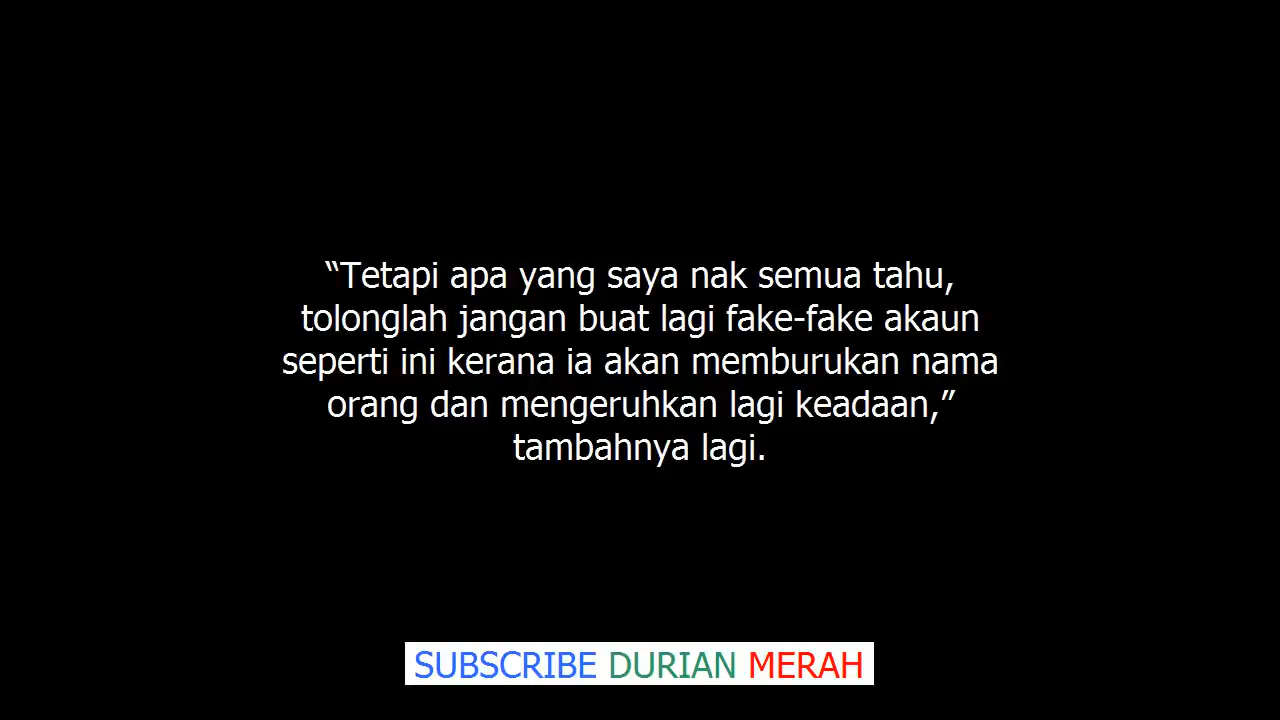 “Tetapi apa yang saya nak semua tahu,
tolonglah jangan buat lagi fake-fake akaun
seperti ini kerana ia akan memburukan nama
orang dan mengeruhkan lagi keadaan,”
tambahnya lagi.
SUBSCRIBE DURIAN MERAH